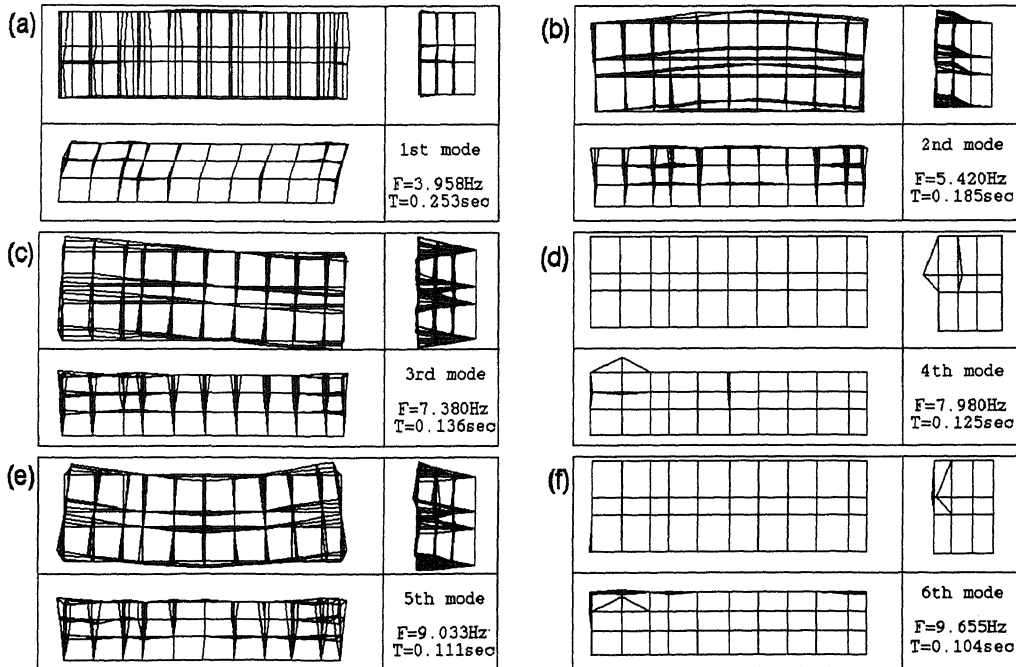 (a)
1st mode
F=3.958Hz
T=0.253sec
(b)
2nd mode
F=5.420Hz
T=0.185sec
(c)
3rd mode
F=7.380Hz
T=0.136sec
(d)
4th mode
F=7.980Hz
T=0.125sec
(e)
5th mode
F=9.033Hz
T=0.111sec
(f)
6th mode
F=9.655Hz
T=0.104sec